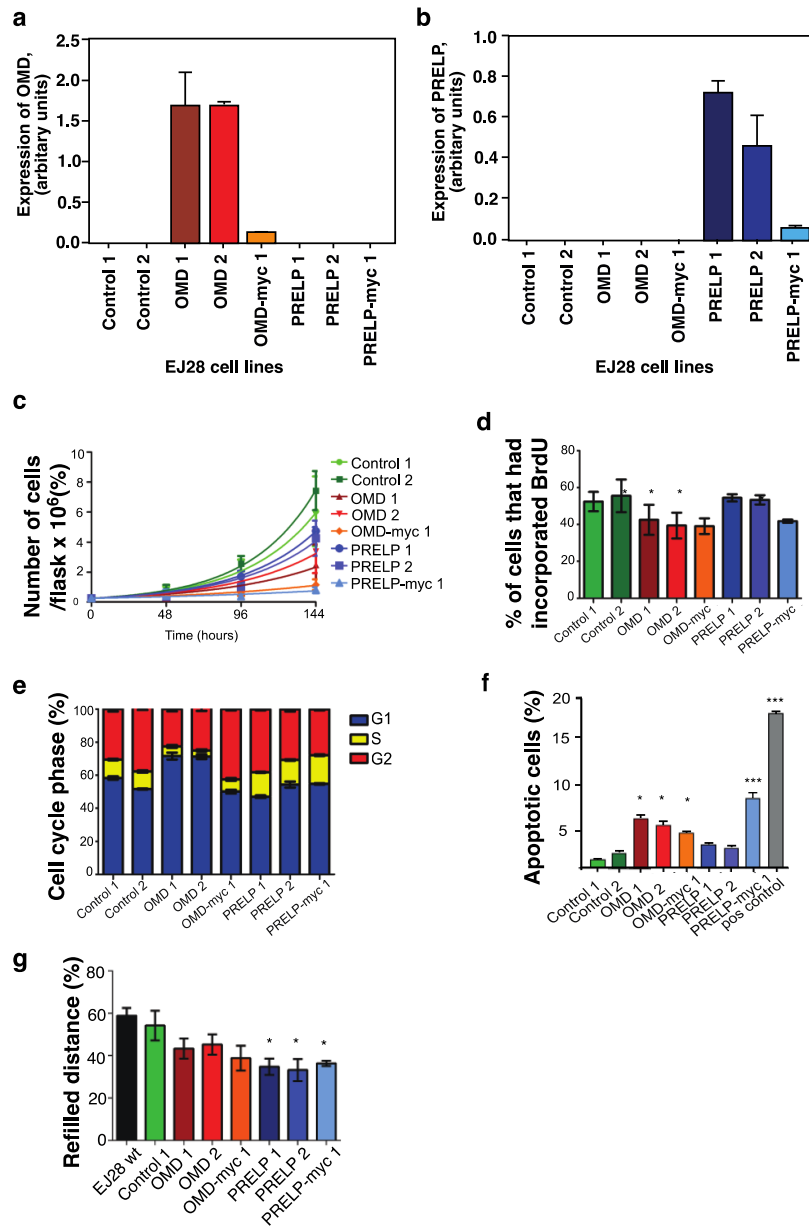 a
2.5
2.0
1.5
1.0
0.5
0.0
Expression of OMD,
(arbitary units)
Control 1
Control 2
OMD 1
OMD 2
OMD-myc 1
PRELP 1
PRELP 2
PRELP-myc 1
EJ28 cell lines
b
1.0
0.8
0.6
0.4
0.2
0.0
Expression of PRELP,
(arbitary units)
Control 1
Control 2
OMD 1
OMD 2
OMD-myc 1
PRELP 1
PRELP 2
PRELP-myc 1
EJ28 cell lines
c
10
8
6
4
2
0
Number of cells
/flask x 10⁶(%)
0
48
96
144
Time (hours)
Control 1
Control 2
OMD 1
OMD 2
OMD-myc 1
PRELP 1
PRELP 2
PRELP-myc 1
d
80
60
40
20
0
% of cells that had
incorporated BrdU
* * *
Control 1
Control 2
OMD 1
OMD 2
OMD-myc
PRELP 1
PRELP 2
PRELP-myc 1
e
100
80
60
40
20
0
Cell cycle phase (%)
G1
S
G2
Control 1
Control 2
OMD 1
OMD 2
OMD-myc 1
PRELP 1
PRELP 2
PRELP-myc 1
f
20
15
10
5
0
Apoptotic cells (%)
* * * *** ***
Control 1
Control 2
OMD 1
OMD 2
OMD-myc 1
PRELP 1
PRELP 2
PRELP-myc 1
pos control
g
80
60
40
20
0
Refilled distance (%)
* * *
EJ28 wt
Control 1
OMD 1
OMD 2
OMD-myc 1
PRELP 1
PRELP 2
PRELP-myc 1